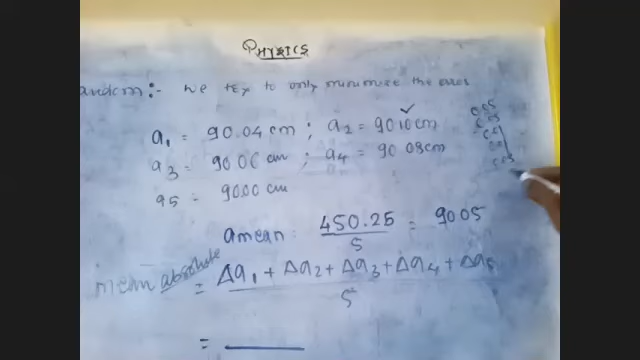 PHYSICS
andom :- We try to only minimize the error
a1 = 90.04 cm ; a2 = 90 10 cm
a3 = 90.06 cm ; a4 = 90 08 cm
a5 = 90.00 cm
amean : 450.25 / 5 = 90.05
mean absolute = Δa1 + Δa2 + Δa3 + Δa4 + Δa5 / 5
=